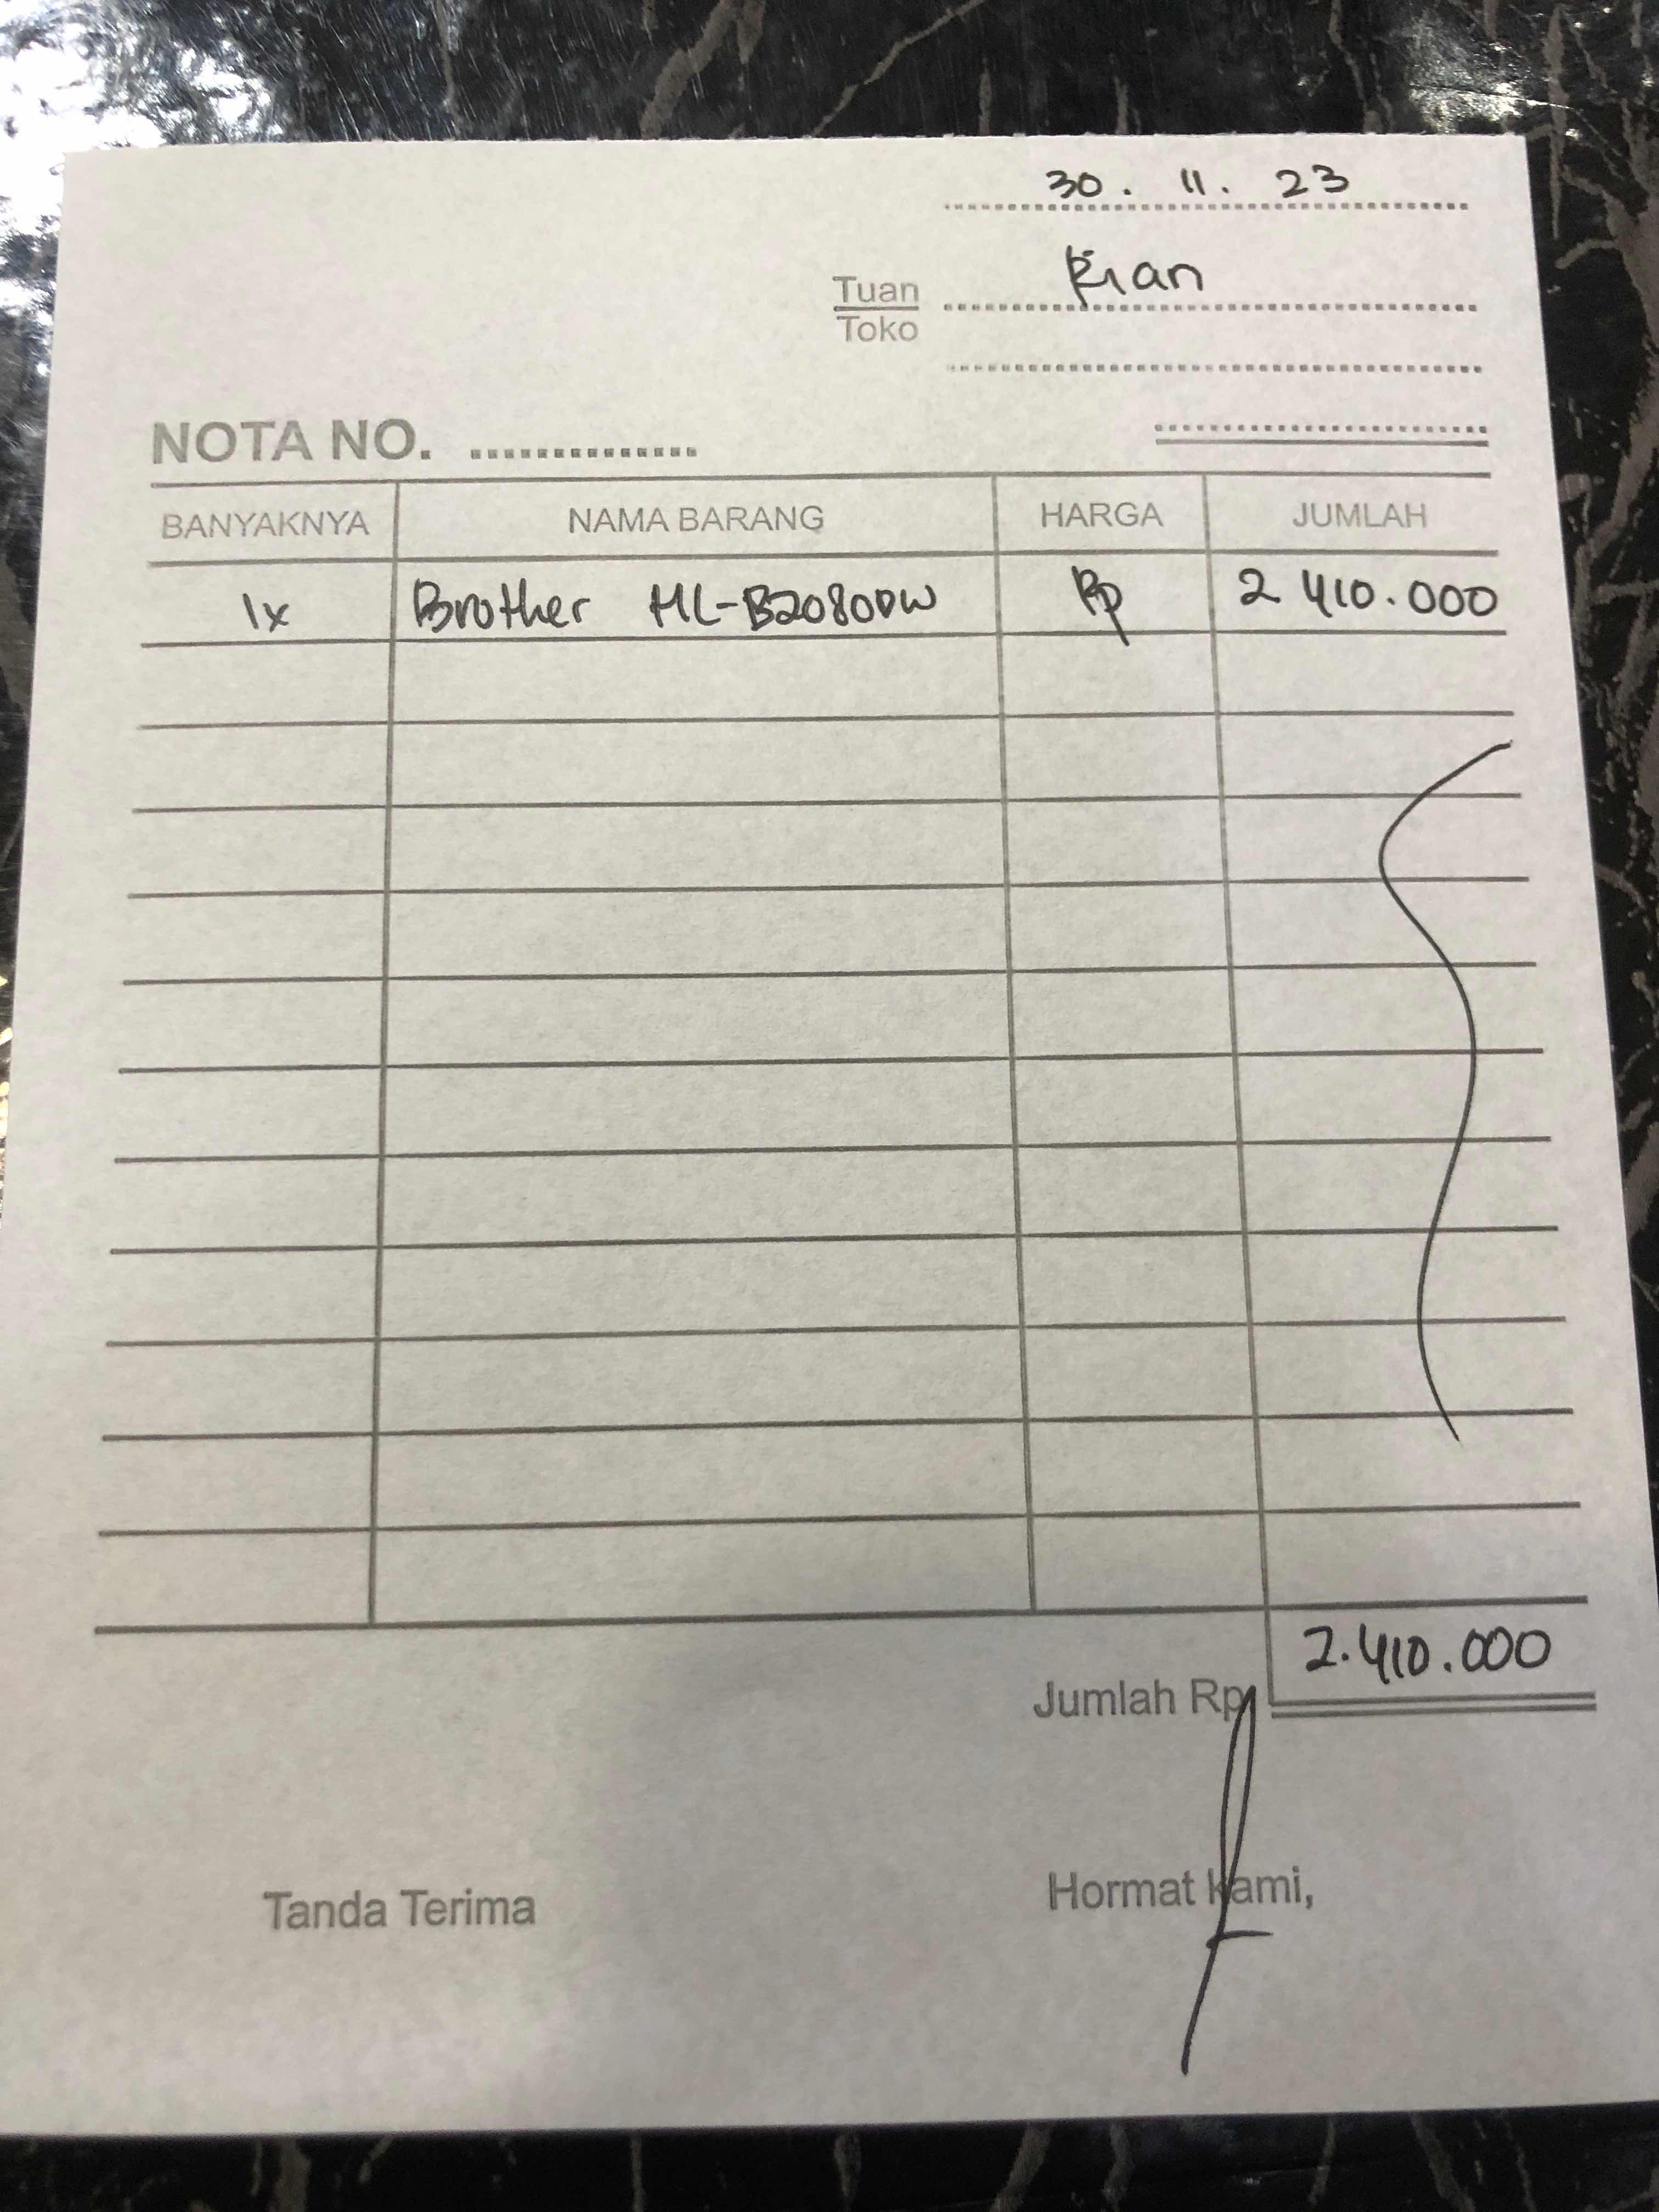 30. 11. 23
Tuan Rian
Toko
NOTA NO.
BANYAKNYA NAMA BARANG HARGA JUMLAH
1x Brother HL-B2080DW Rp 2 410.000
2.410.000
Jumlah Rp
Tanda Terima Hormat Kami,